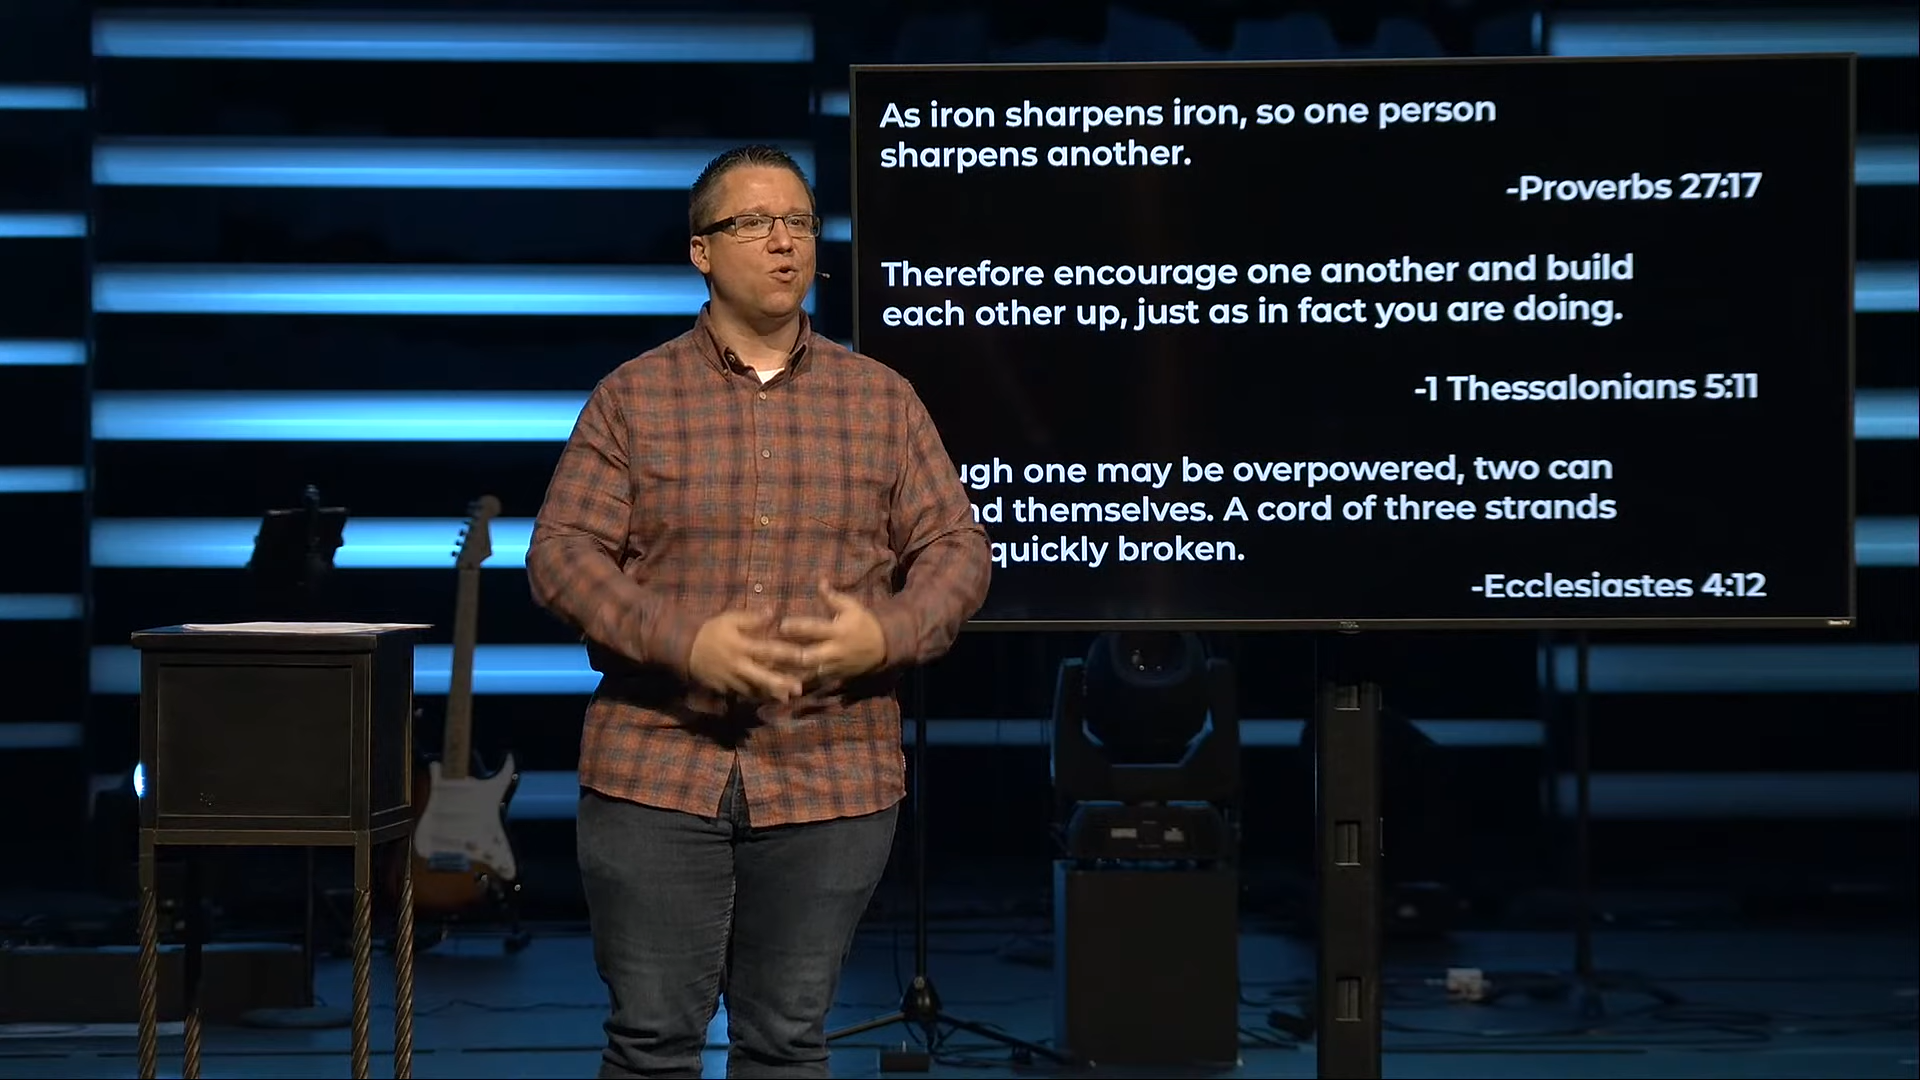 As iron sharpens iron, so one person
sharpens another.
-Proverbs 27:17
Therefore encourage one another and build
each other up, just as in fact you are doing.
-1 Thessalonians 5:11
ugh one may be overpowered, two can
nd themselves. A cord of three strands
quickly broken.
-Ecclesiastes 4:12